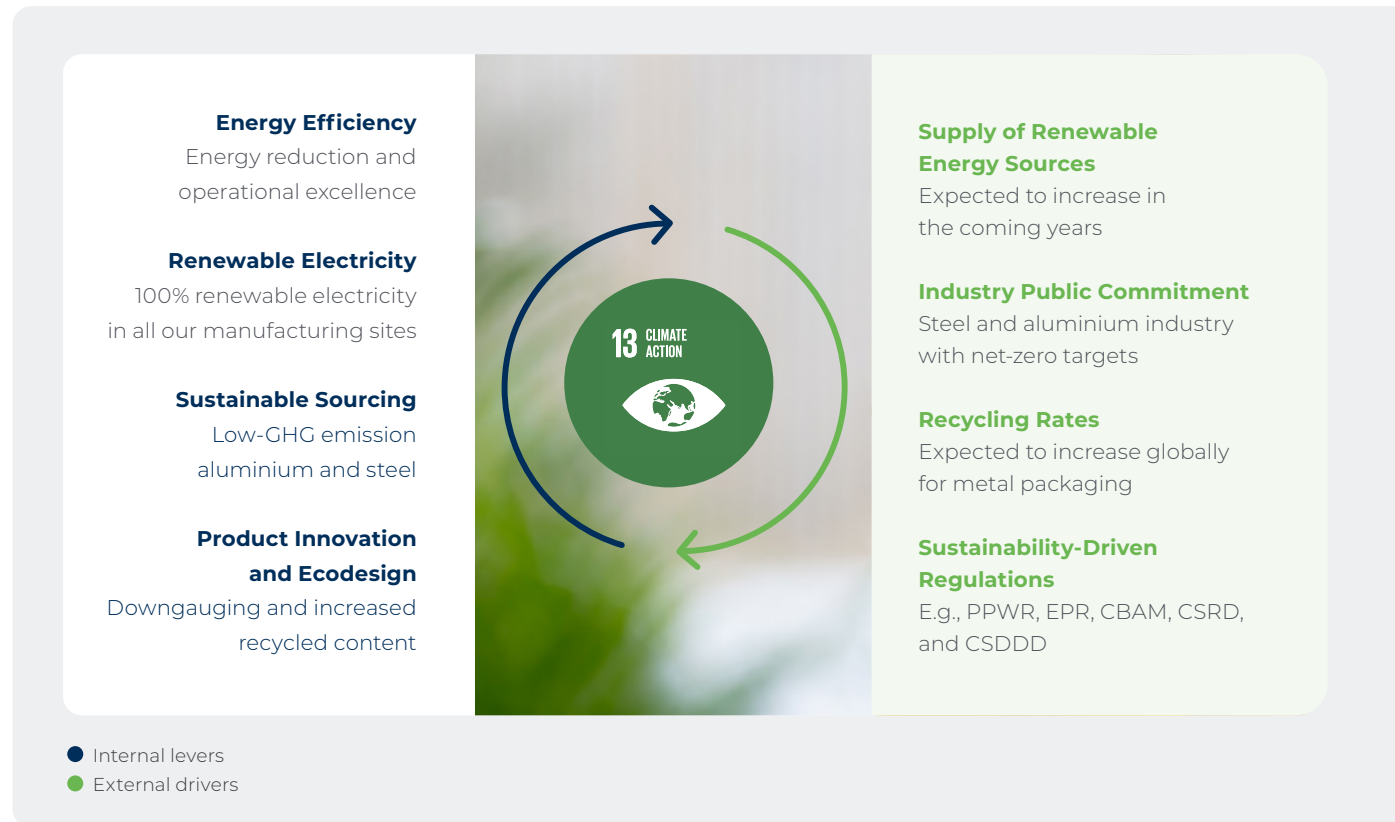 Energy Efficiency
Energy reduction and
operational excellence
Renewable Electricity
100% renewable electricity
in all our manufacturing sites
Sustainable Sourcing
Low-GHG emission
aluminium and steel
Product Innovation
and Ecodesign
Downgauging and increased
recycled content
13 CLIMATE
ACTION
Supply of Renewable
Energy Sources
Expected to increase in
the coming years
Industry Public Commitment
Steel and aluminium industry
with net-zero targets
Recycling Rates
Expected to increase globally
for metal packaging
Sustainability-Driven
Regulations
E.g., PPWR, EPR, CBAM, CSRD,
and CSDDD
Internal levers
External drivers